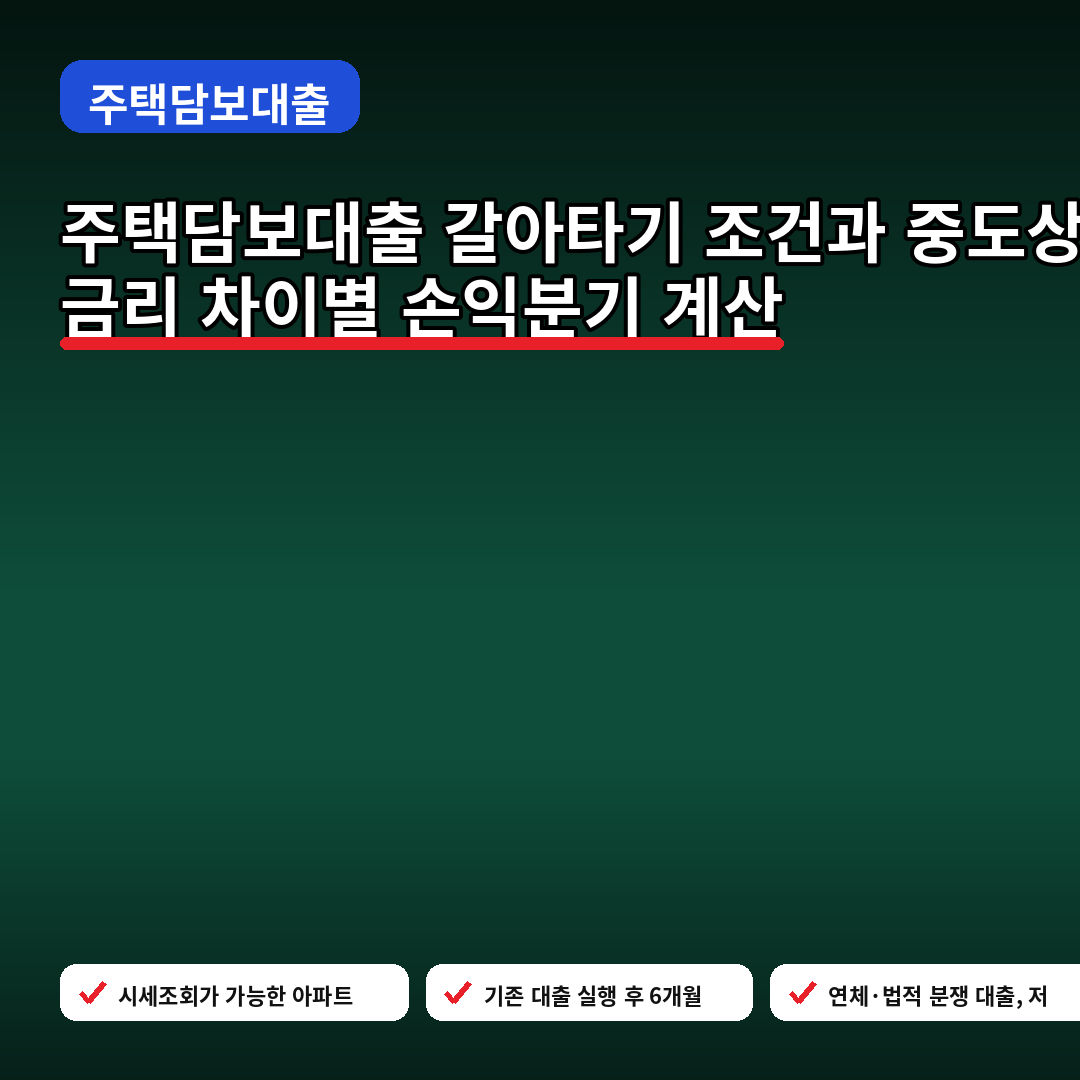 주택담보대출
주택담보대출 갈아타기 조건과 중도상
금리 차이별 손익분기 계산
시세조회가 가능한 아파트
기존 대출 실행 후 6개월
연체·법적 분쟁 대출, 저